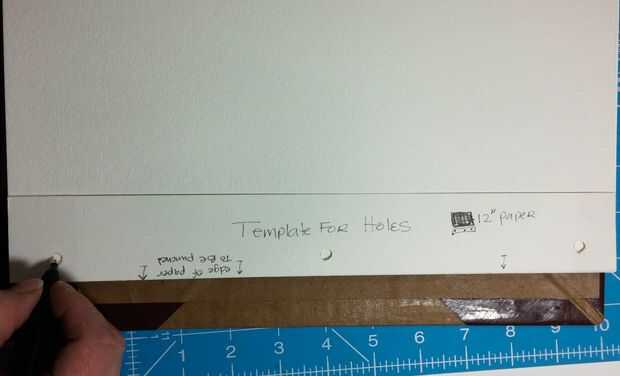 Template For Holes
12" paper
edge of paper
to be punched
1 2 3 4 5 6 7 8 9 10